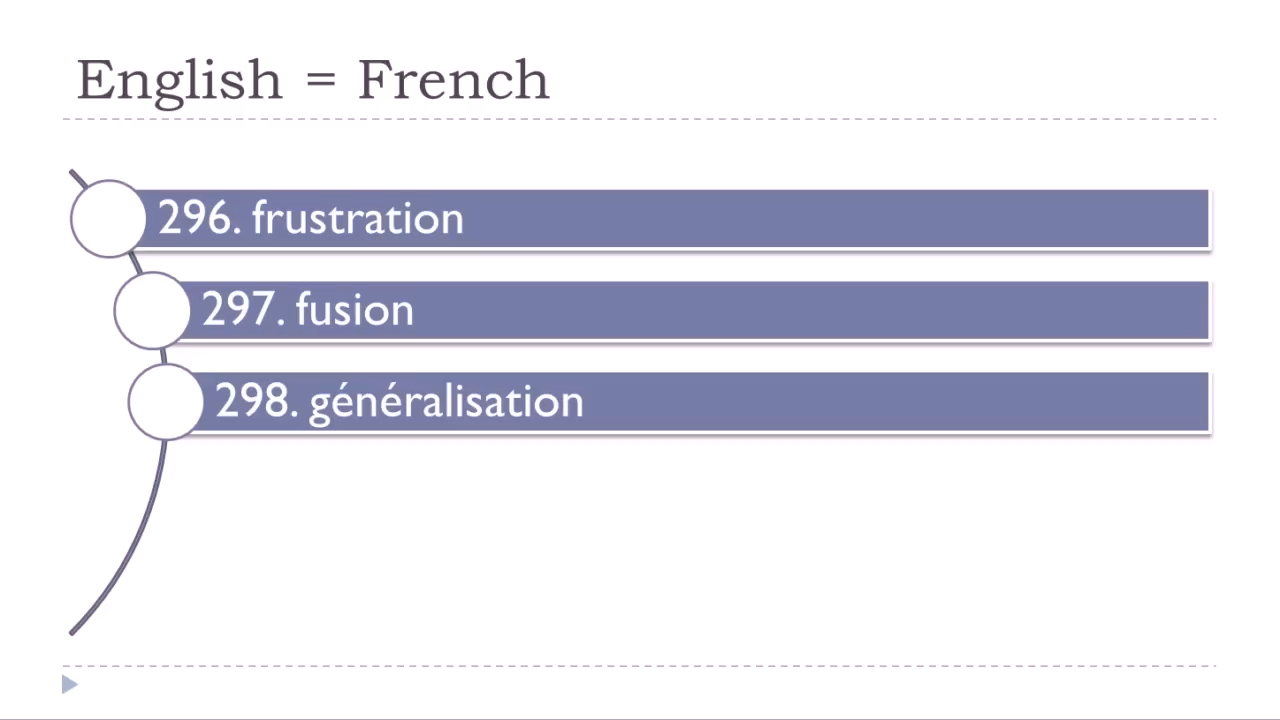 English = French
296. frustration
297. fusion
298. généralisation